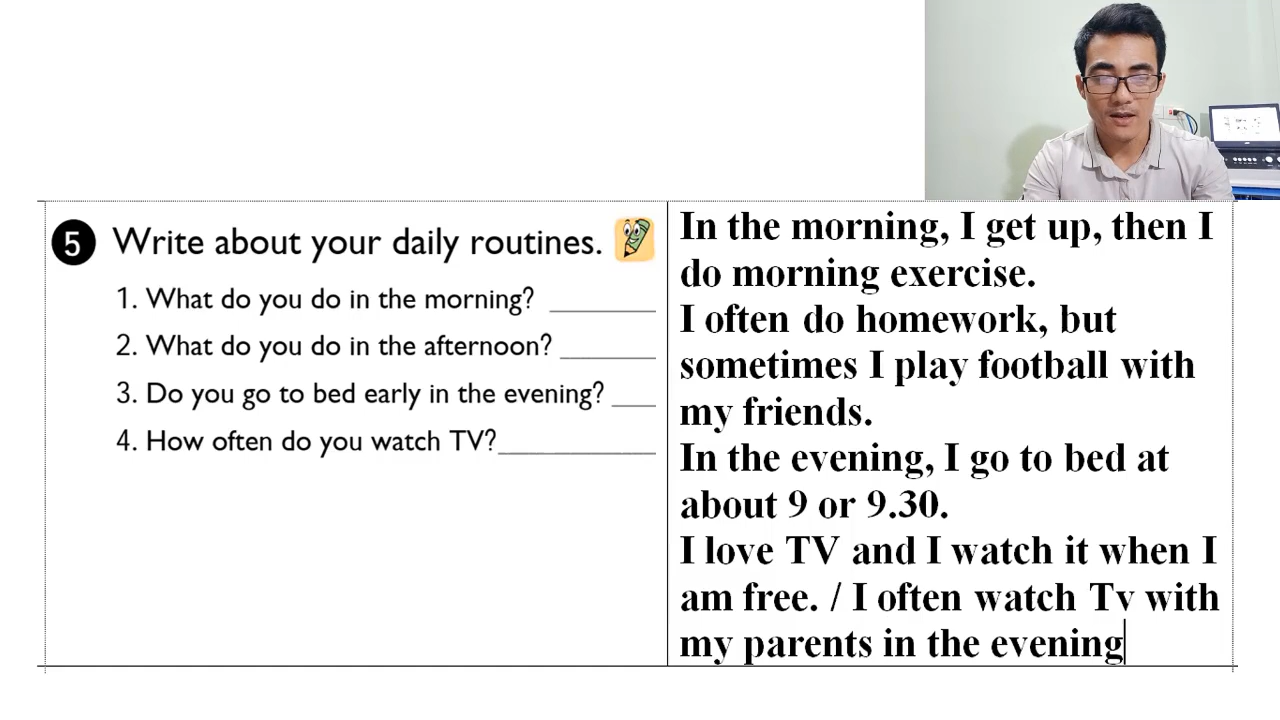 5 Write about your daily routines.
1. What do you do in the morning? ________
2. What do you do in the afternoon? _______
3. Do you go to bed early in the evening? ___
4. How often do you watch TV?____________
In the morning, I get up, then I
do morning exercise.
I often do homework, but
sometimes I play football with
my friends.
In the evening, I go to bed at
about 9 or 9.30.
I love TV and I watch it when I
am free. / I often watch Tv with
my parents in the evening